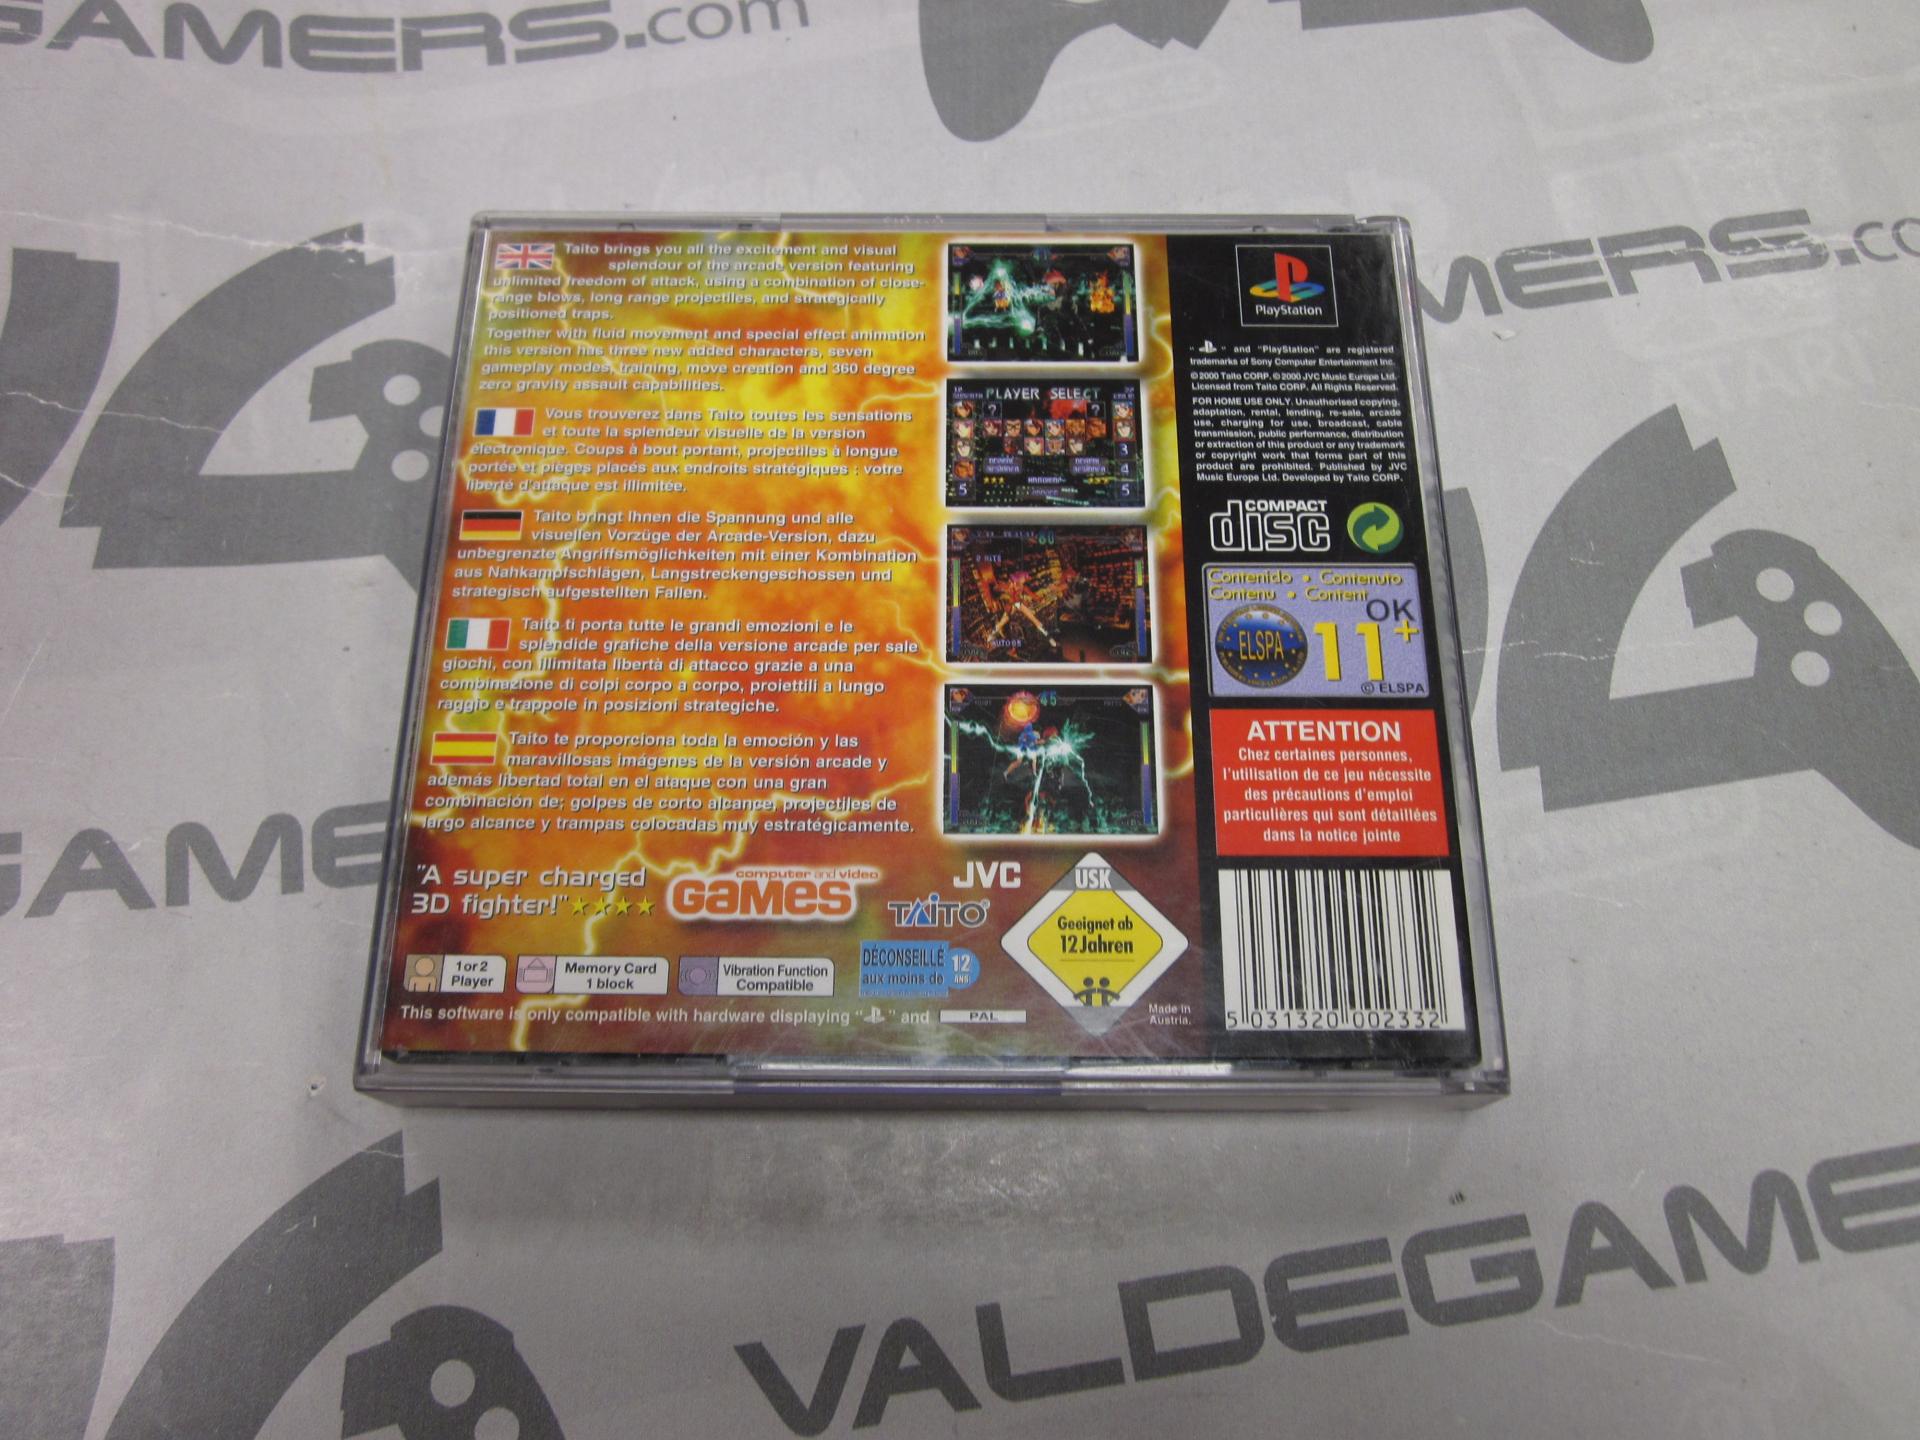 GAMERS.com
Taito brings you all the excitement and visual
splendour of the arcade version featuring
unlimited freedom of attack, using a combination of close-
range blows, long range projectiles, and strategically
positioned traps.
Together with fluid movement and special effect animation
this version has three new added characters, seven
gameplay modes, training, move creation and 360 degree
zero gravity assault capabilities.
Vous trouverez dans Taito toutes les sensations
et toute la splendeur visuelle de la version
électronique. Coups à bout portant, projectiles à longue
portée et pièges placés aux endroits stratégiques : votre
liberté d'attaque est illimitée.
Taito bringt Ihnen die Spannung und alle
visuellen Vorzüge der Arcade-Version, dazu
unbegrenzte Angriffsmöglichkeiten mit einer Kombination
aus Nahkampfschlägen, Langstreckengeschossen und
strategisch aufgestellten Fallen.
Taito ti porta tutte le grandi emozioni e le
splendide grafiche della versione arcade per sale
giochi, con illimitata libertà di attacco grazie a una
combinazione di colpi corpo a corpo, proiettili a lungo
raggio e trappole in posizioni strategiche.
Taito te proporciona toda la emoción y las
maravillosas imágenes de la versión arcade y
además libertad total en el ataque con una gran
combinación de; golpes de corto alcance, projectiles de
largo alcance y trampas colocadas muy estratégicamente.
"A super charged
3D fighter!"
computer and video
GAMES
JVC
TAITO
PLAYER SELECT
? ?
3
4
5 5
60
2 HITS
45
USK
Geeignet ab
12 Jahren
1 or 2
Player
Memory Card
1 block
Vibration Function
Compatible
DÉCONSEILLÉ
aux moins de
12
ANS
This software is only compatible with hardware displaying " " and PAL
Made in
Austria.
PlayStation
" " and "PlayStation" are registered
trademarks of Sony Computer Entertainment Inc.
© 2000 Taito CORP. © 2000 JVC Music Europe Ltd.
Licensed from Taito CORP. All Rights Reserved.
FOR HOME USE ONLY. Unauthorised copying,
adaptation, rental, lending, re-sale, arcade
use, charging for use, broadcast, cable
transmission, public performance, distribution
or extraction of this product or any trademark
or copyright work that forms part of this
product are prohibited. Published by JVC
Music Europe Ltd. Developed by Taito CORP.
COMPACT
disc
Contenido • Contenuto
Contenu • Content
OK
ELSPA
11+
© ELSPA
ATTENTION
Chez certaines personnes,
l'utilisation de ce jeu nécessite
des précautions d'emploi
particulières qui sont détaillées
dans la notice jointe
5 031320 002332
MERS.co
GAME
VALDEGAME